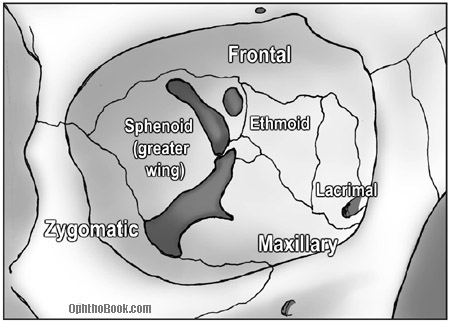 Frontal
Sphenoid
(greater
wing)
Ethmoid
Lacrimal
Zygomatic
Maxillary
OphthoBook.com